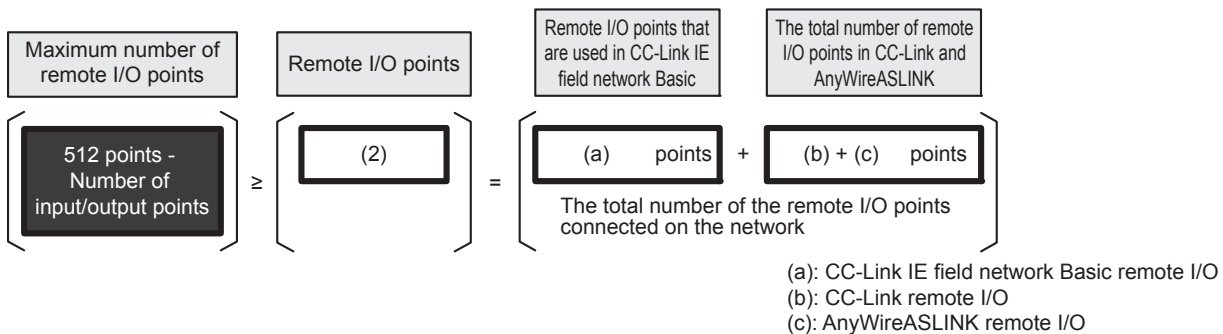 Maximum number of
remote I/O points
Remote I/O points
Remote I/O points that
are used in CC-Link IE
field network Basic
The total number of remote
I/O points in CC-Link and
AnyWireASLINK
512 points -
Number of
input/output points
≥
(2)
=
(a) points
+
(b) + (c) points
The total number of the remote I/O points
connected on the network
(a): CC-Link IE field network Basic remote I/O
(b): CC-Link remote I/O
(c): AnyWireASLINK remote I/O